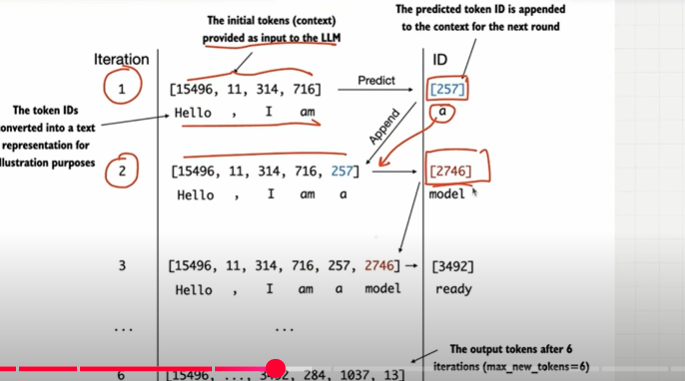 The initial tokens (context)
provided as input to the LLM
The predicted token ID is appended
to the context for the next round
Iteration
ID
1
[15496, 11, 314, 716]
Predict
[257]
Hello , I am
a
The token IDs
onverted into a text
representation for
llustration purposes
Append
2
[15496, 11, 314, 716, 257]
[2746]
Hello , I am a
model
3
[15496, 11, 314, 716, 257, 2746]
[3492]
Hello , I am a model
ready
...
...
The output tokens after 6
iterations (max_new_tokens=6)
6
[15496, ..., 3492, 284, 1037, 13]